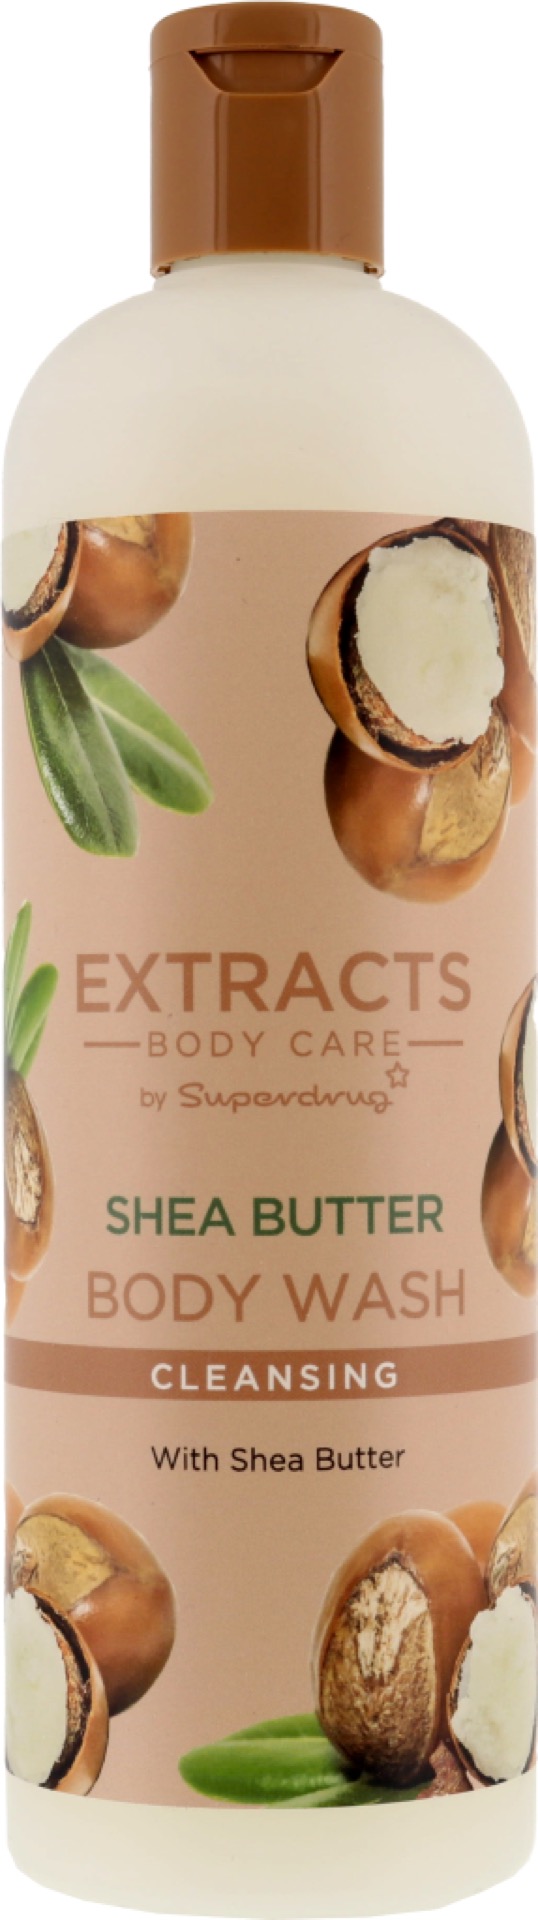 EXTRACTS
BODY CARE
by Superdrug
SHEA BUTTER
BODY WASH
CLEANSING
With Shea Butter